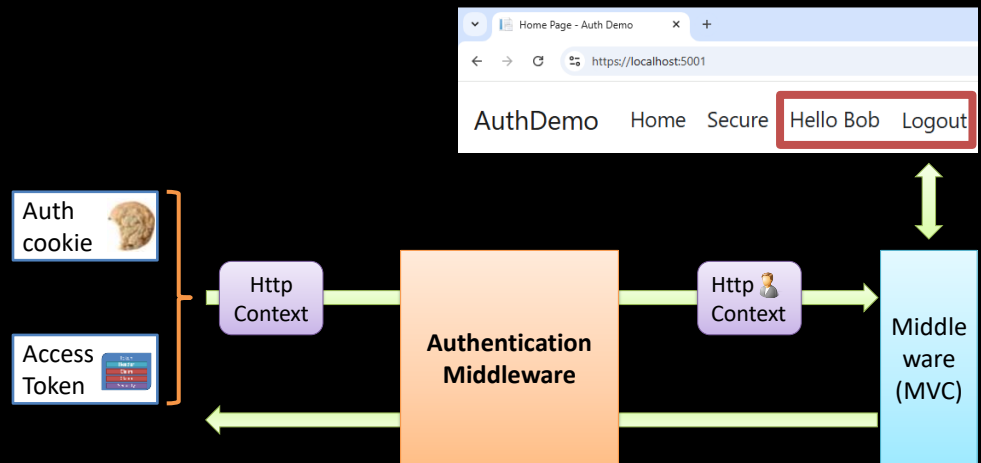 Home Page - Auth Demo
https://localhost:5001
AuthDemo Home Secure Hello Bob Logout
Auth
cookie
Http
Context
Http
Context
Authentication
Middleware
Middle
ware
(MVC)
Access
Token